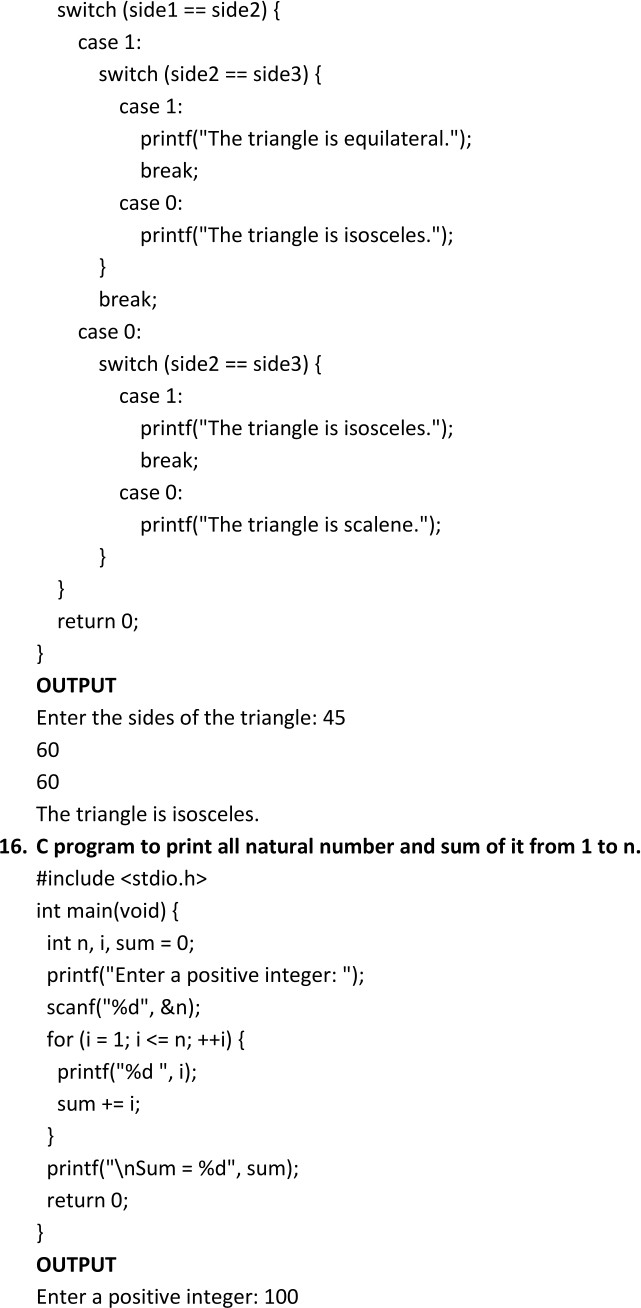 switch (side1 == side2) {
case 1:
switch (side2 == side3) {
case 1:
printf("The triangle is equilateral.");
break;
case 0:
printf("The triangle is isosceles.");
}
break;
case 0:
switch (side2 == side3) {
case 1:
printf("The triangle is isosceles.");
break;
case 0:
printf("The triangle is scalene.");
}
}
return 0;
}
OUTPUT
Enter the sides of the triangle: 45
60
60
The triangle is isosceles.
16. C program to print all natural number and sum of it from 1 to n.
#include <stdio.h>
int main(void) {
int n, i, sum = 0;
printf("Enter a positive integer: ");
scanf("%d", &n);
for (i = 1; i <= n; ++i) {
printf("%d ", i);
sum += i;
}
printf("\nSum = %d", sum);
return 0;
}
OUTPUT
Enter a positive integer: 100